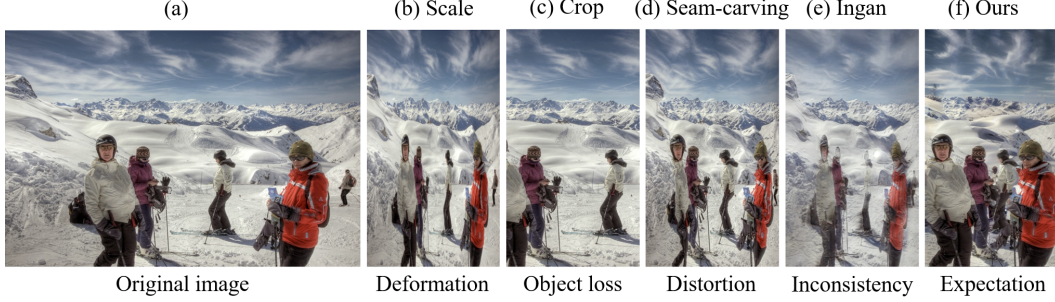 (a) (b) Scale (c) Crop (d) Seam-carving (e) Ingan (f) Ours
Original image Deformation Object loss Distortion Inconsistency Expectation